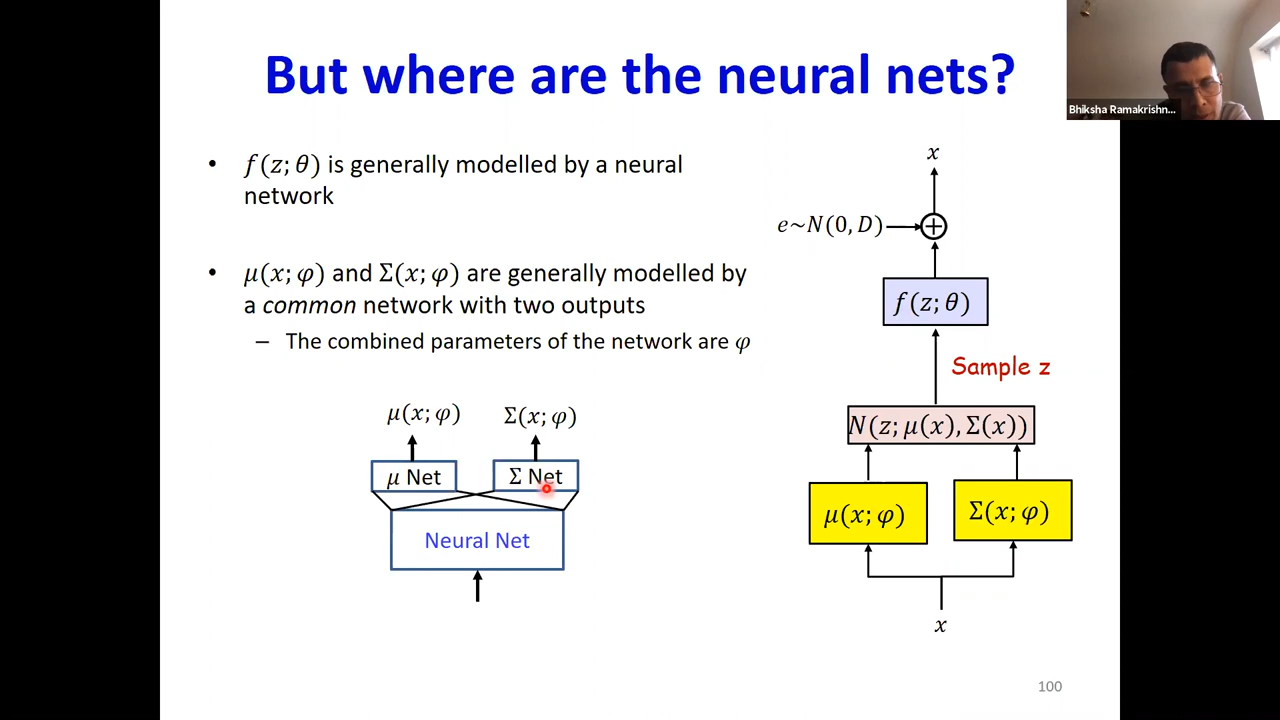 But where are the neural nets?
Bhiksha Ramakrishn...
• f(z; θ) is generally modelled by a neural
network
• μ(x; φ) and Σ(x; φ) are generally modelled by
a common network with two outputs
– The combined parameters of the network are φ
μ(x; φ) Σ(x; φ)
μ Net Σ Net
Neural Net
x
e~N(0, D)
+
f(z; θ)
Sample z
N(z; μ(x), Σ(x))
μ(x; φ) Σ(x; φ)
x
100